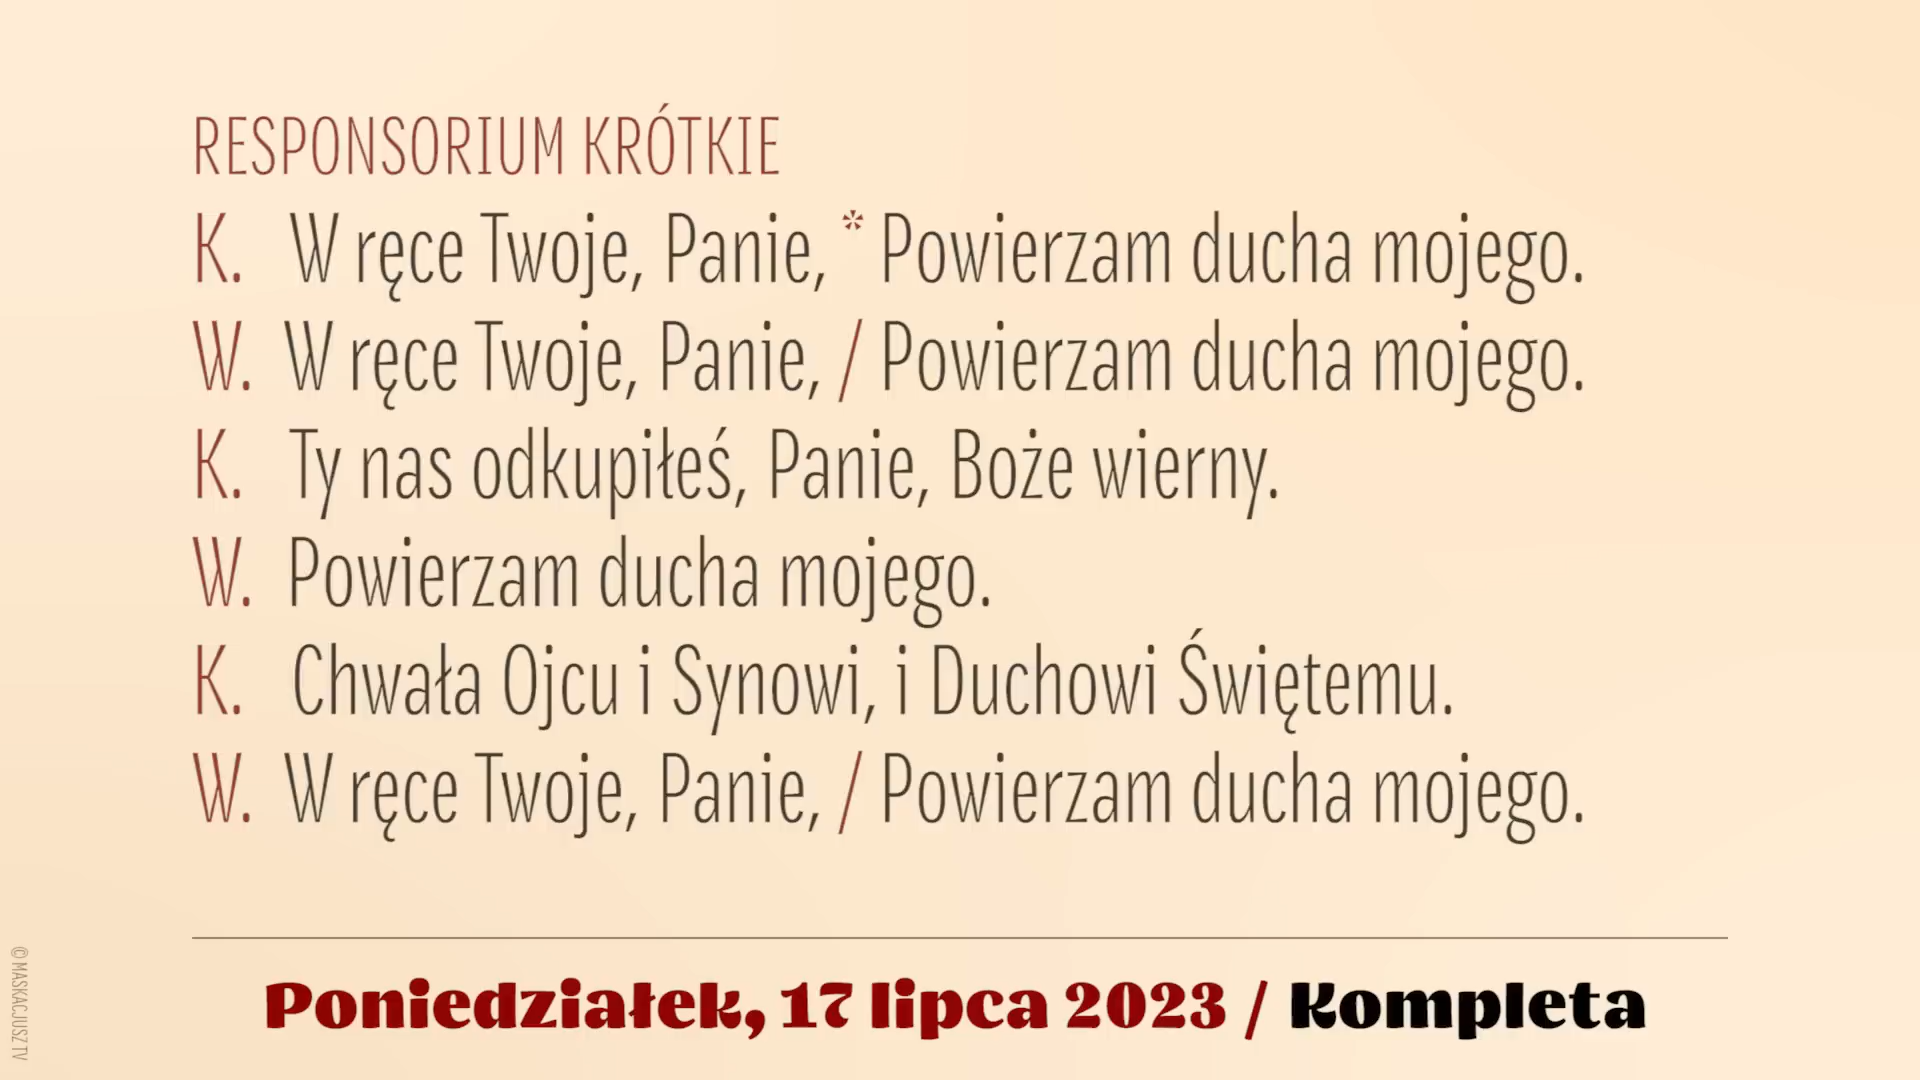 RESPONSORIUM KRÓTKIE
K. W ręce Twoje, Panie, * Powierzam ducha mojego.
W. W ręce Twoje, Panie, / Powierzam ducha mojego.
K. Ty nas odkupiłeś, Panie, Boże wierny.
W. Powierzam ducha mojego.
K. Chwała Ojcu i Synowi, i Duchowi Świętemu.
W. W ręce Twoje, Panie, / Powierzam ducha mojego.
Poniedziałek, 17 lipca 2023 / Kompleta
© MASKACJUSZ TV